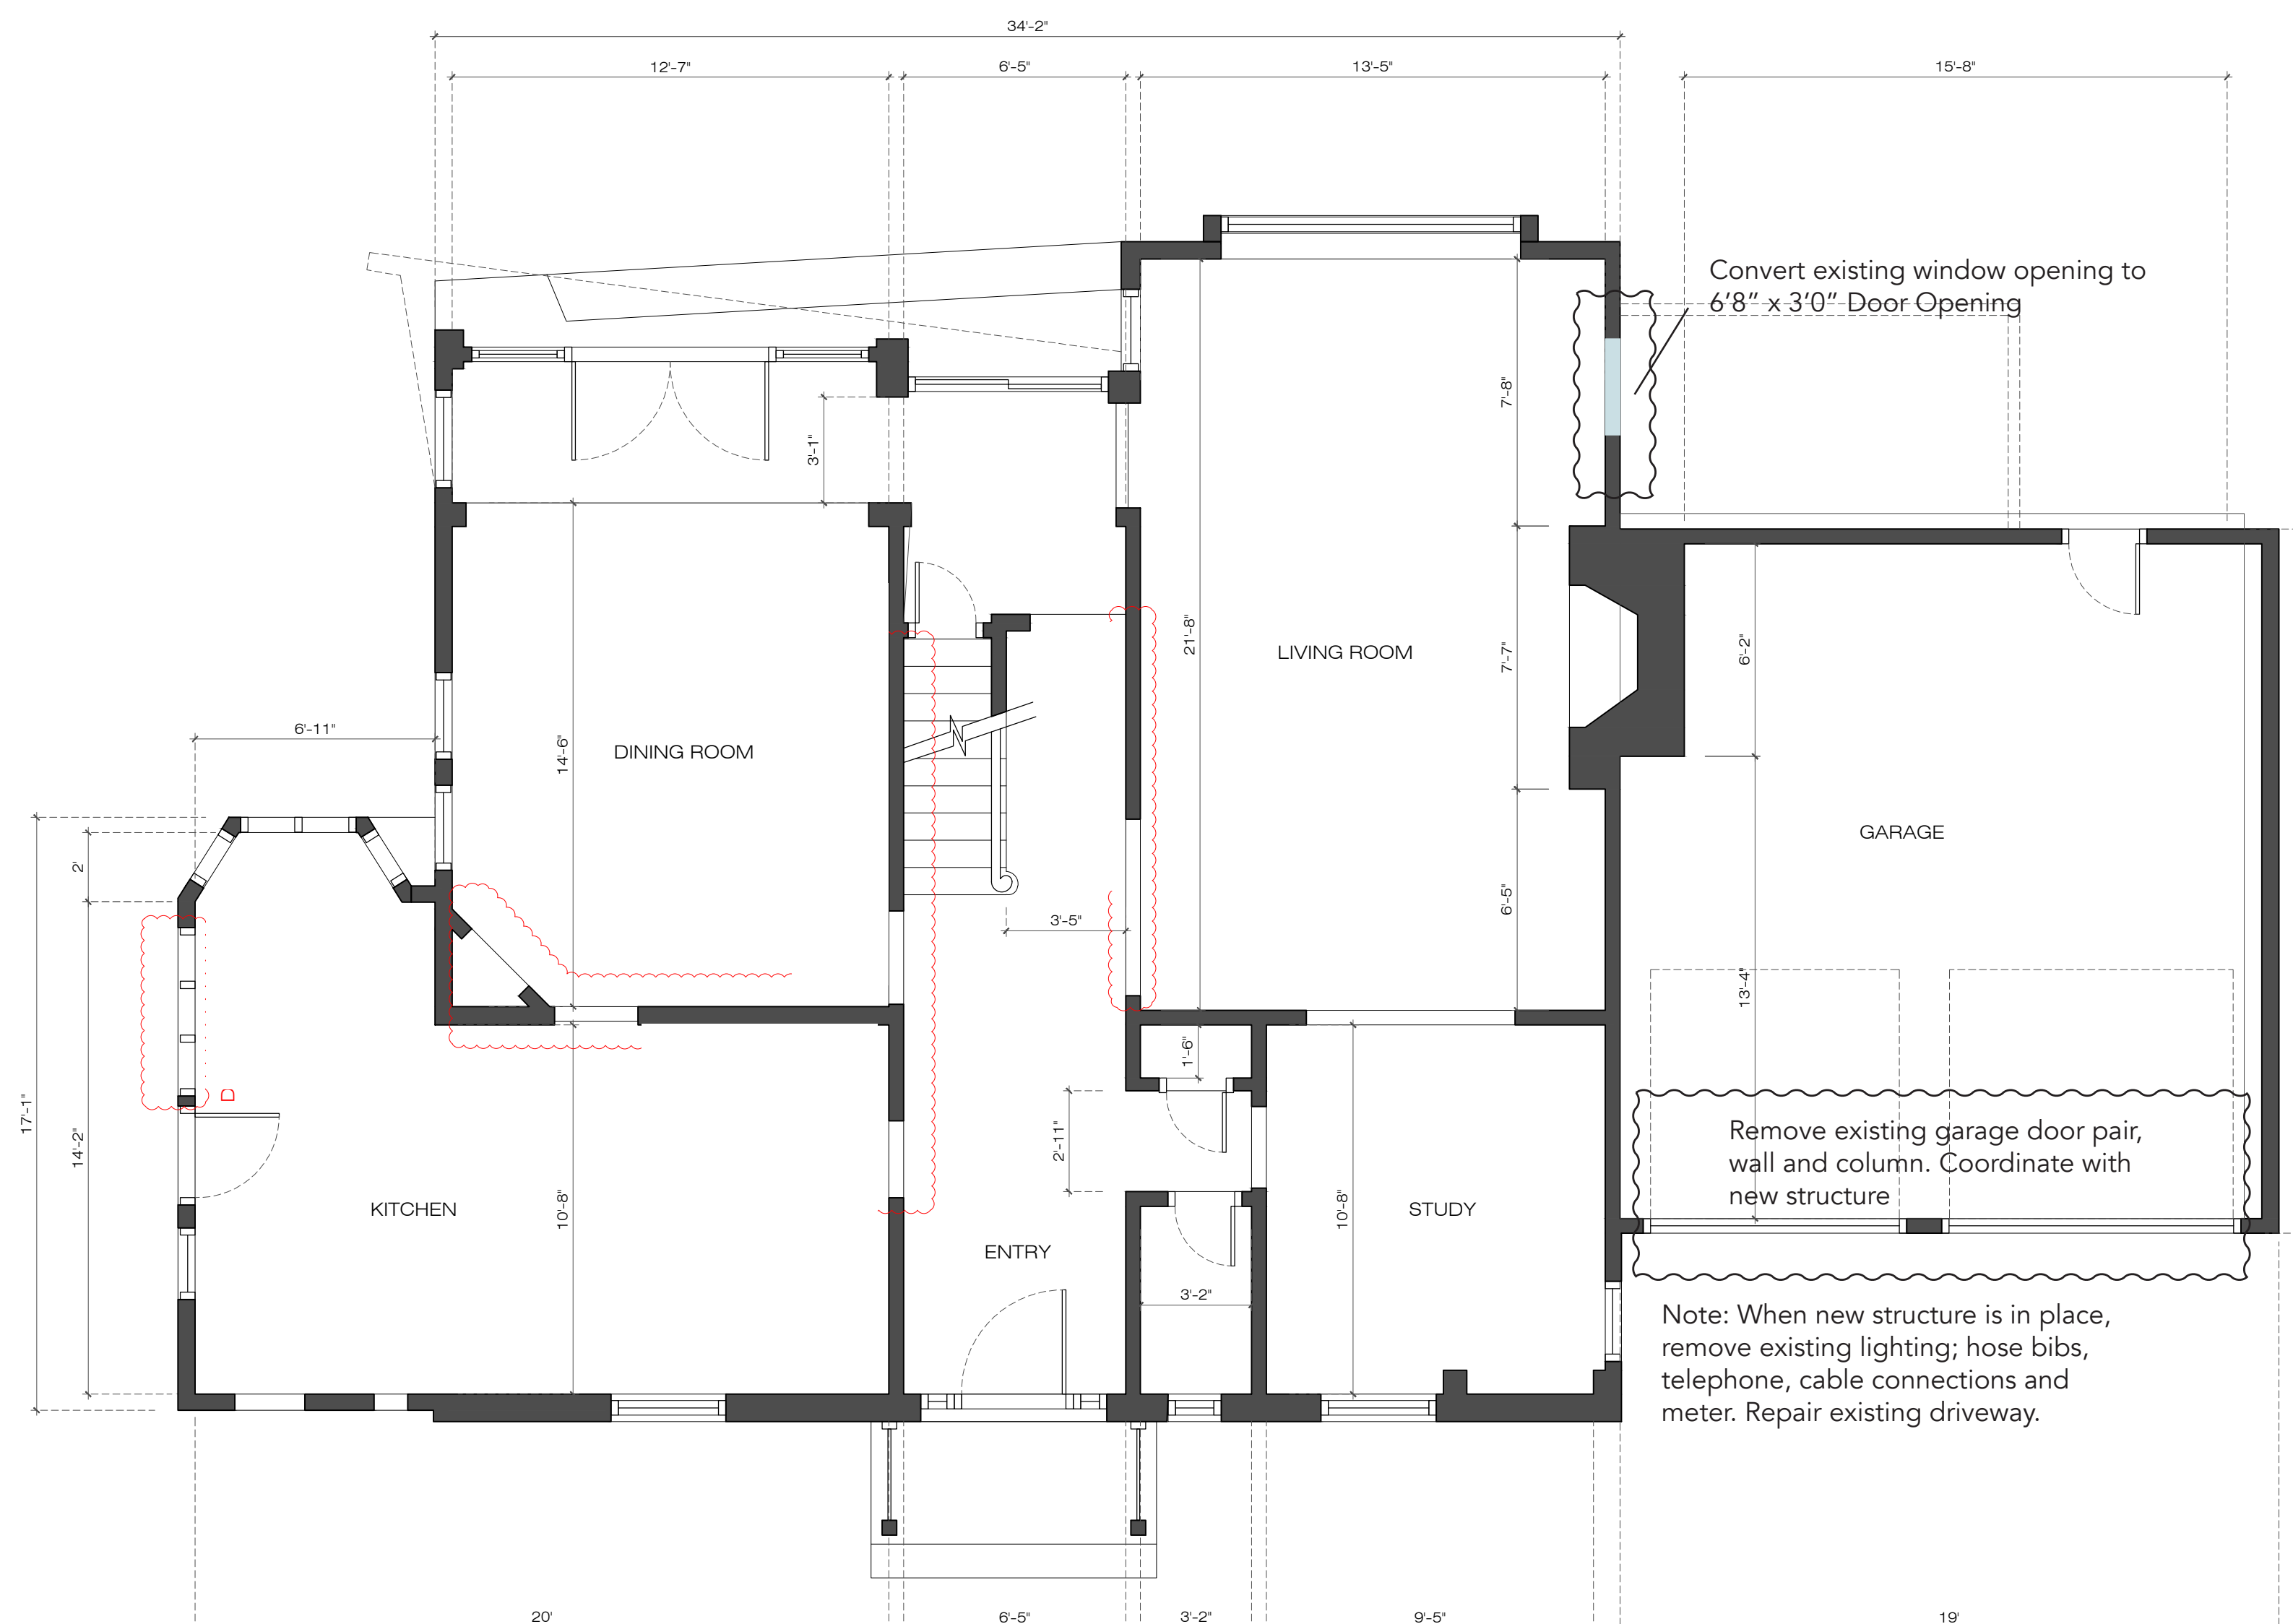 34'-2"
12'-7"
6'-5"
13'-5"
15'-8"
Convert existing window opening to
6’8” x 3’0” Door Opening
7'-8"
3'-1"
21'-8"
LIVING ROOM
7'-7"
6'-2"
6'-11"
14'-6"
DINING ROOM
GARAGE
2'
3'-5"
6'-5"
13'-4"
1'-6"
D
17'-1"
14'-2"
2'-11"
Remove existing garage door pair,
wall and column. Coordinate with
new structure
KITCHEN
10'-8"
10'-8"
STUDY
ENTRY
3'-2"
Note: When new structure is in place,
remove existing lighting; hose bibs,
telephone, cable connections and
meter. Repair existing driveway.
20'
6'-5"
3'-2"
9'-5"
19'